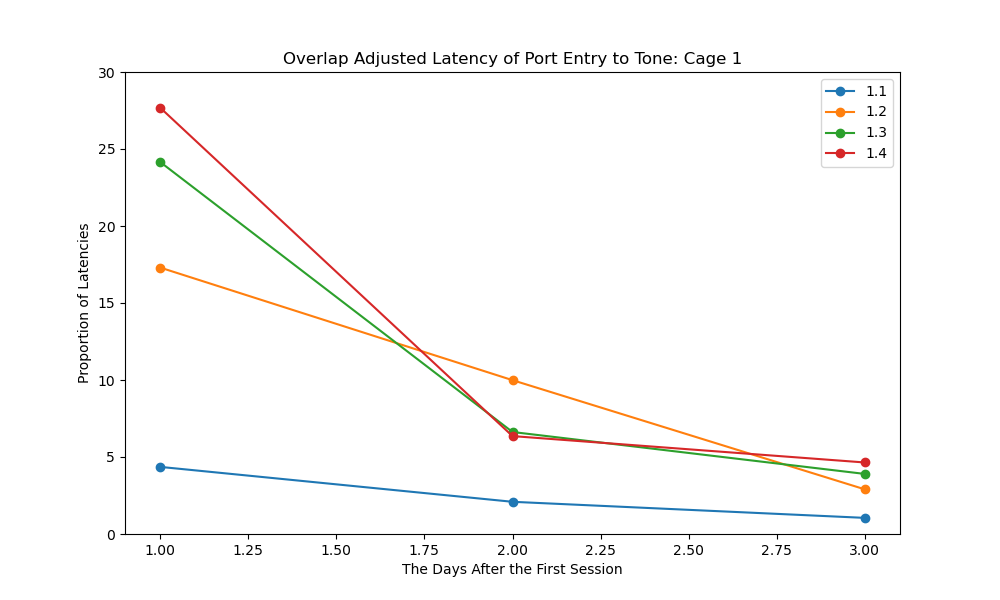 Overlap Adjusted Latency of Port Entry to Tone: Cage 1
30
25
20
15
10
5
0
Proportion of Latencies
1.1
1.2
1.3
1.4
1.00 1.25 1.50 1.75 2.00 2.25 2.50 2.75 3.00
The Days After the First Session